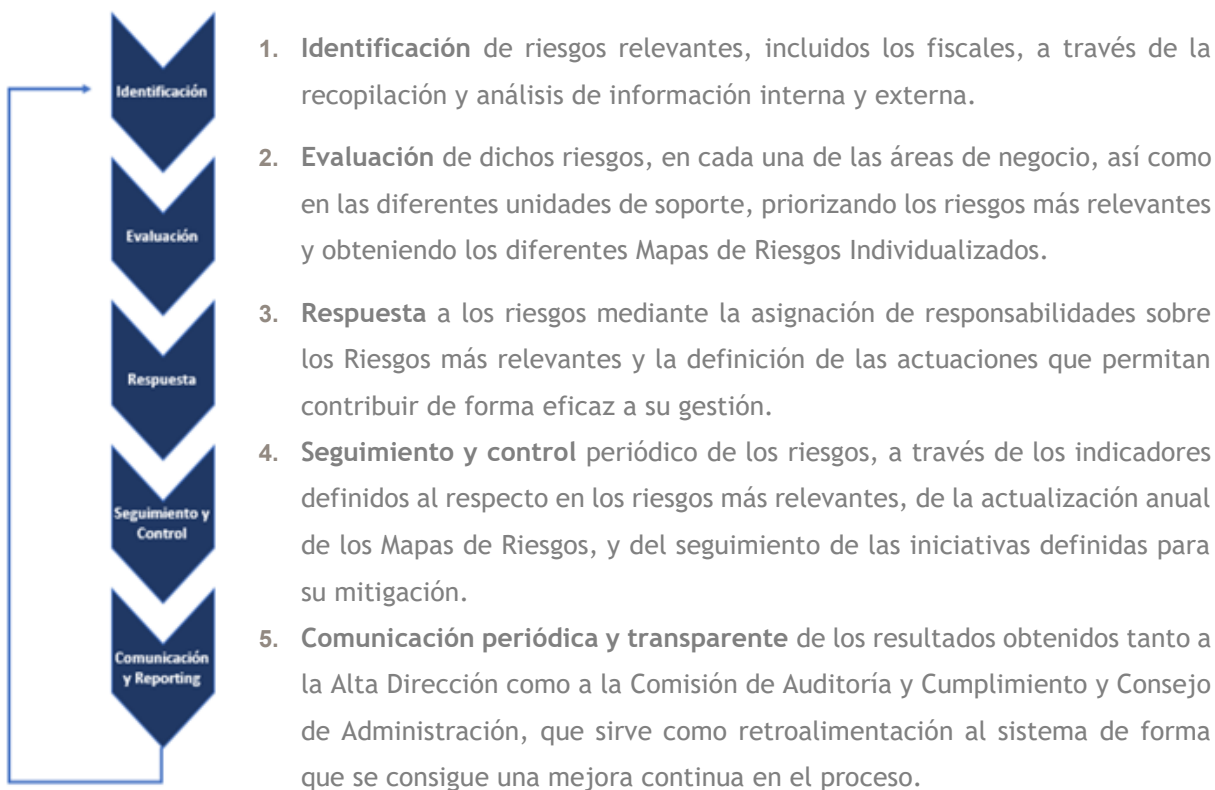 Identificación
Evaluación
Respuesta
Seguimiento y
Control
Comunicación
y Reporting
1. Identificación de riesgos relevantes, incluidos los fiscales, a través de la
recopilación y análisis de información interna y externa.
2. Evaluación de dichos riesgos, en cada una de las áreas de negocio, así como
en las diferentes unidades de soporte, priorizando los riesgos más relevantes
y obteniendo los diferentes Mapas de Riesgos Individualizados.
3. Respuesta a los riesgos mediante la asignación de responsabilidades sobre
los Riesgos más relevantes y la definición de las actuaciones que permitan
contribuir de forma eficaz a su gestión.
4. Seguimiento y control periódico de los riesgos, a través de los indicadores
definidos al respecto en los riesgos más relevantes, de la actualización anual
de los Mapas de Riesgos, y del seguimiento de las iniciativas definidas para
su mitigación.
5. Comunicación periódica y transparente de los resultados obtenidos tanto a
la Alta Dirección como a la Comisión de Auditoría y Cumplimiento y Consejo
de Administración, que sirve como retroalimentación al sistema de forma
que se consigue una mejora continua en el proceso.